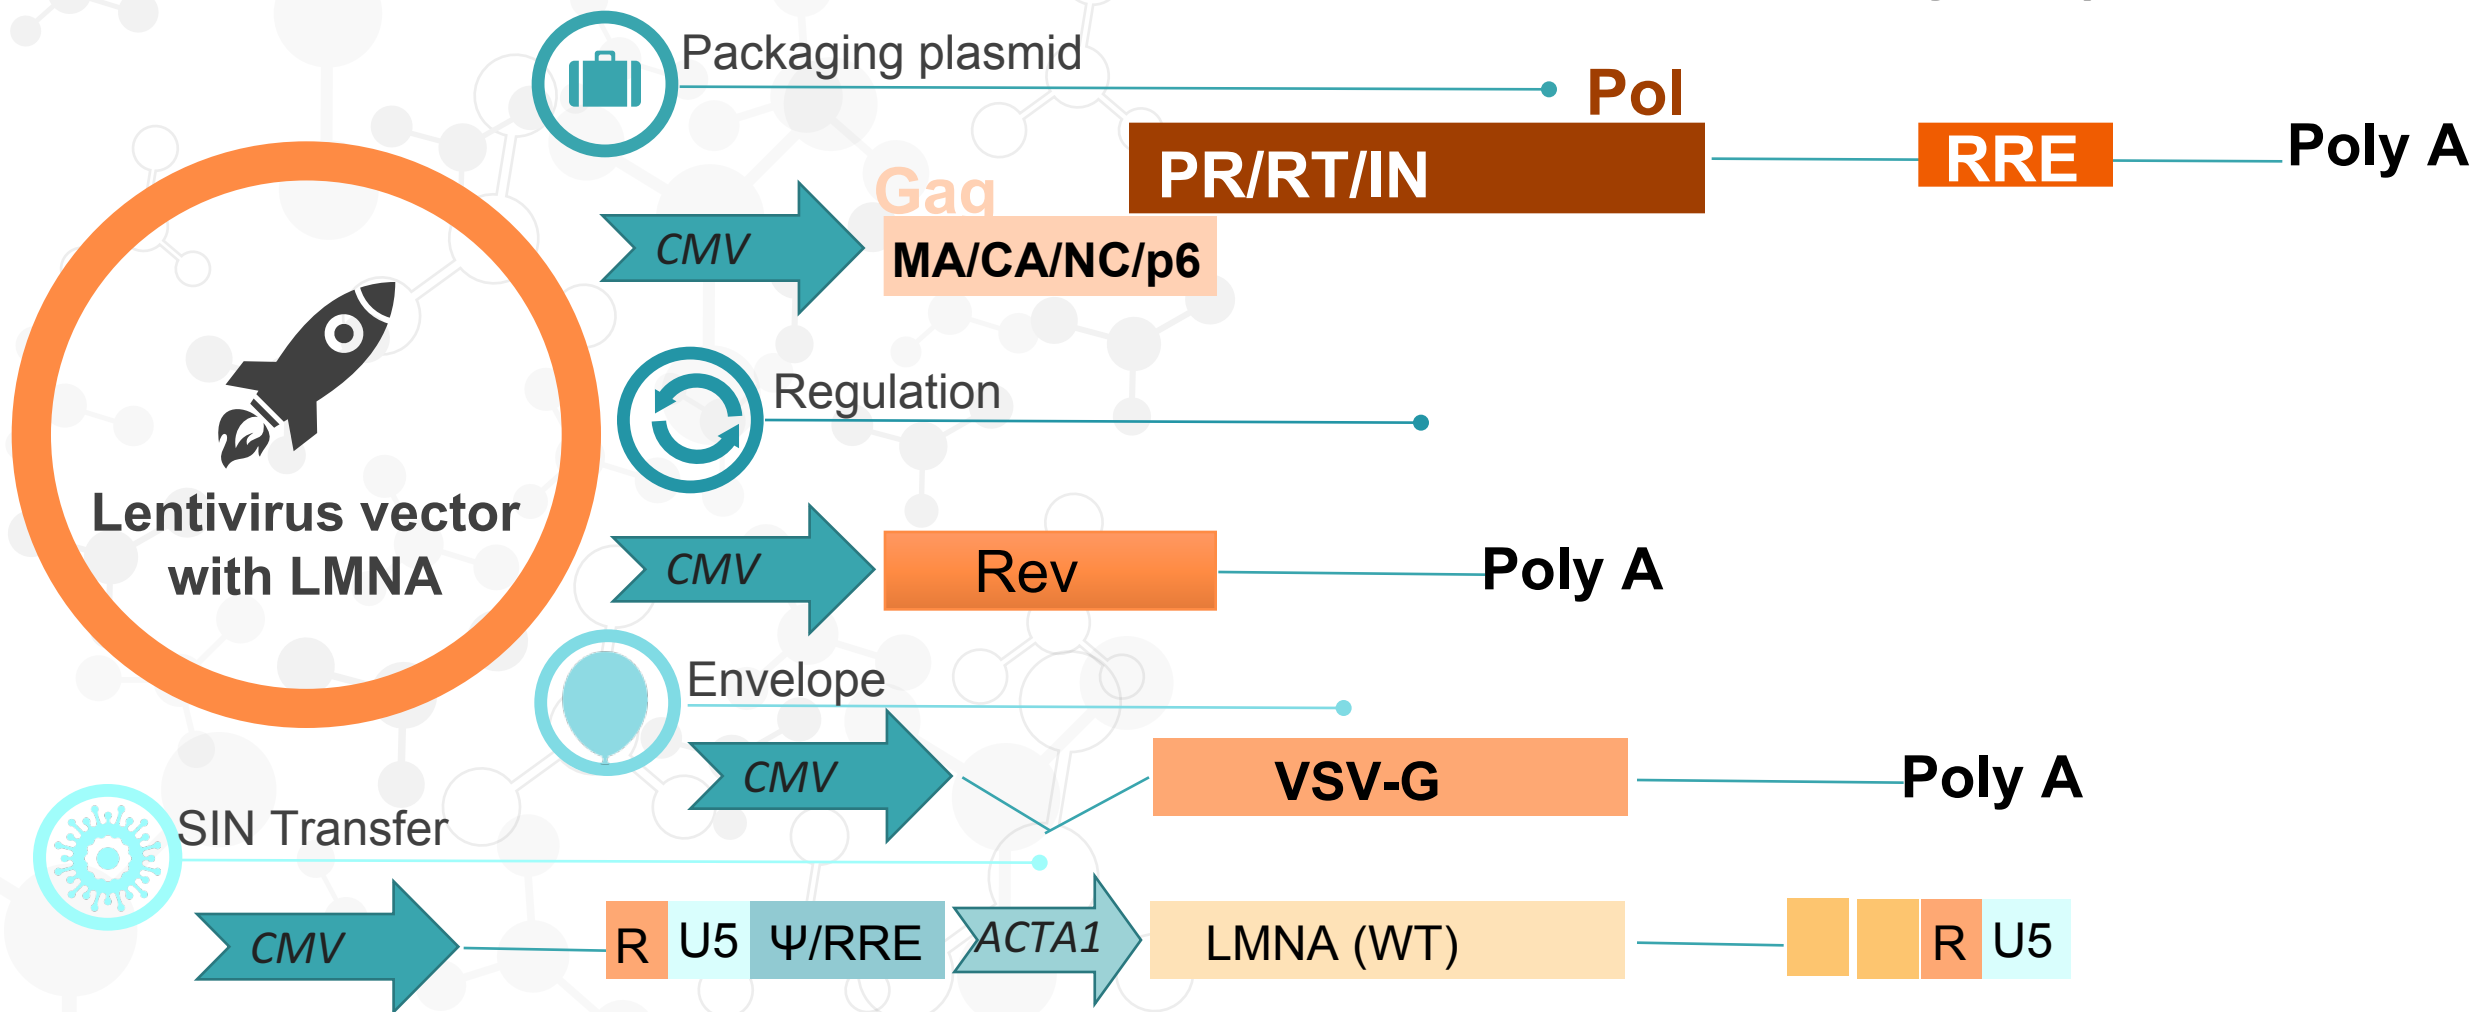 Packaging plasmid
Pol
PR/RT/IN
RRE
Poly A
Gag
CMV
MA/CA/NC/p6
Lentivirus vector
with LMNA
Regulation
CMV
Rev
Poly A
Envelope
CMV
VSV-G
Poly A
SIN Transfer
CMV
R
U5
Ψ/RRE
ACTA1
LMNA (WT)
R
U5